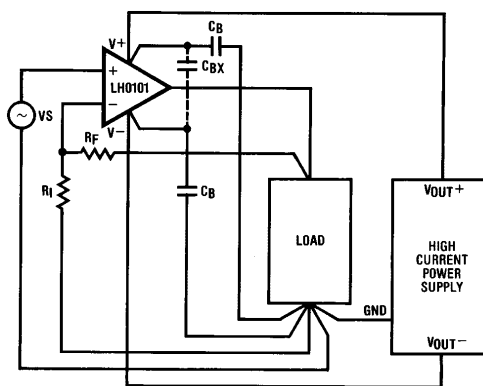 V+
CB
CBX
+
LH0101
−
VS
V−
RF
RI
CB
LOAD
VOUT+
HIGH
CURRENT
POWER
SUPPLY
GND
VOUT−